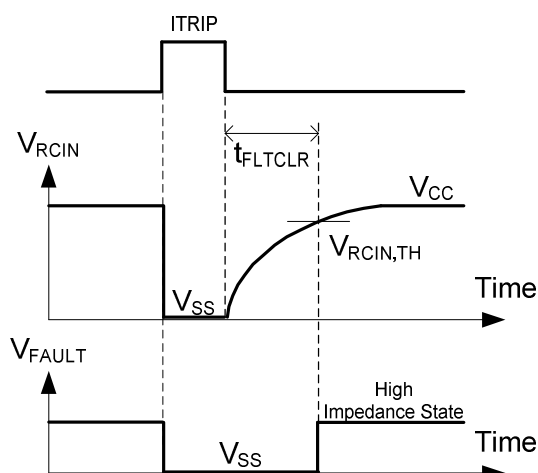 ITRIP
VRCIN
tFLTCLR
VCC
VRCIN,TH
VSS
Time
VFAULT
High
Impedance State
VSS
Time